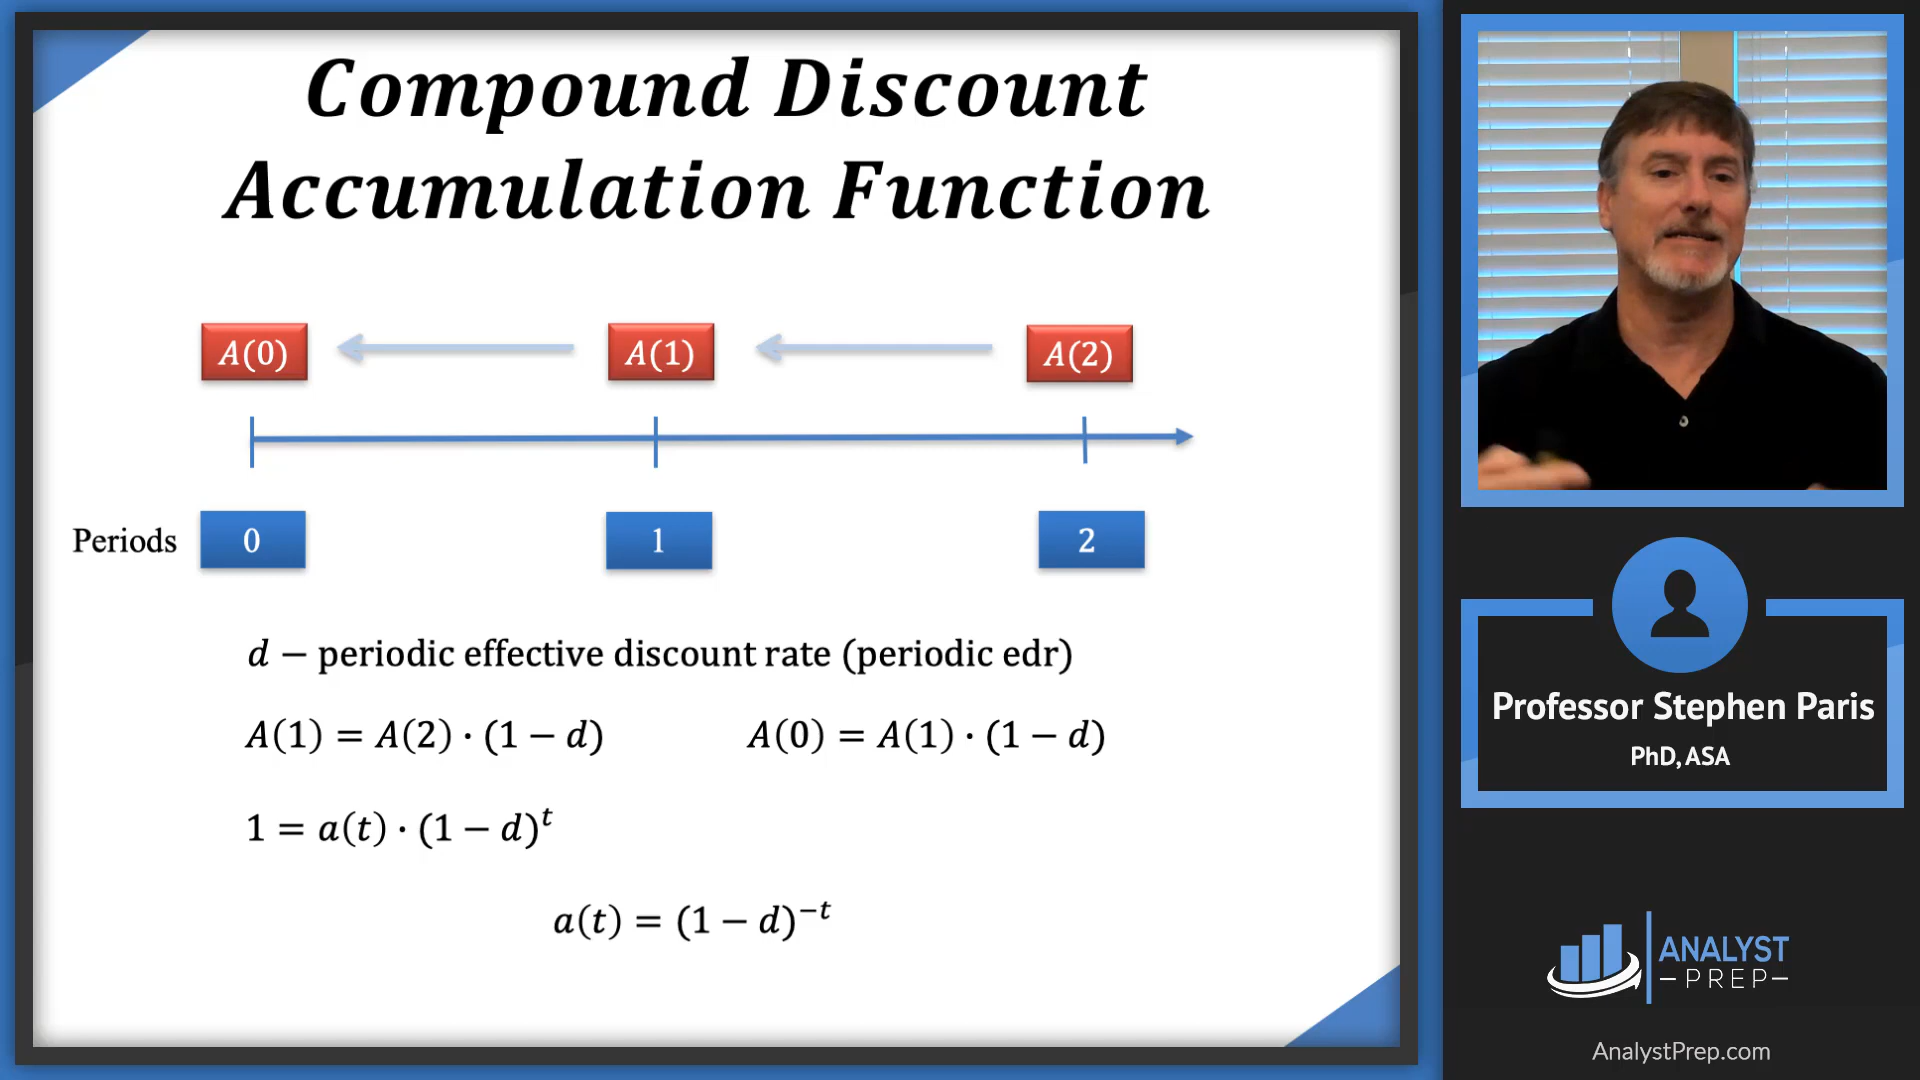 Compound Discount
Accumulation Function
A(0) A(1) A(2)
Periods 0 1 2
d − periodic effective discount rate (periodic edr)
A(1) = A(2) · (1 − d) A(0) = A(1) · (1 − d)
1 = a(t) · (1 − d)^t
a(t) = (1 − d)^−t
Professor Stephen Paris
PhD, ASA
ANALYST
PREP
AnalystPrep.com